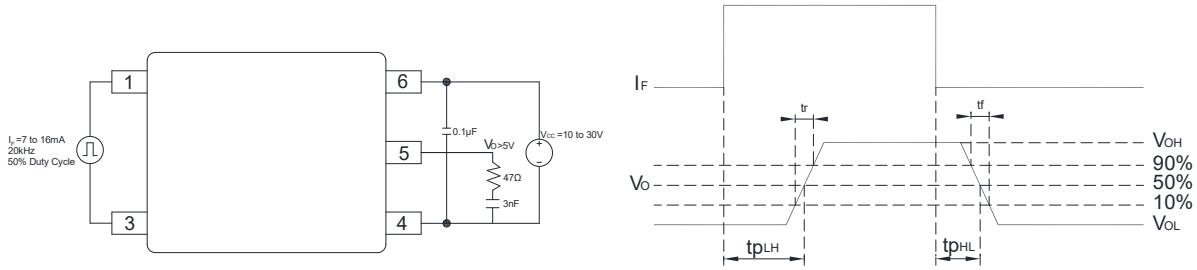 1
6
IF=7 to 16mA
20kHz
50% Duty Cycle
0.1μF
VCC=10 to 30V
+
−
5
VO>5V
47Ω
3nF
3
4
IF
tr
tf
VOH
90%
VO
50%
10%
VOL
tpLH
tpHL